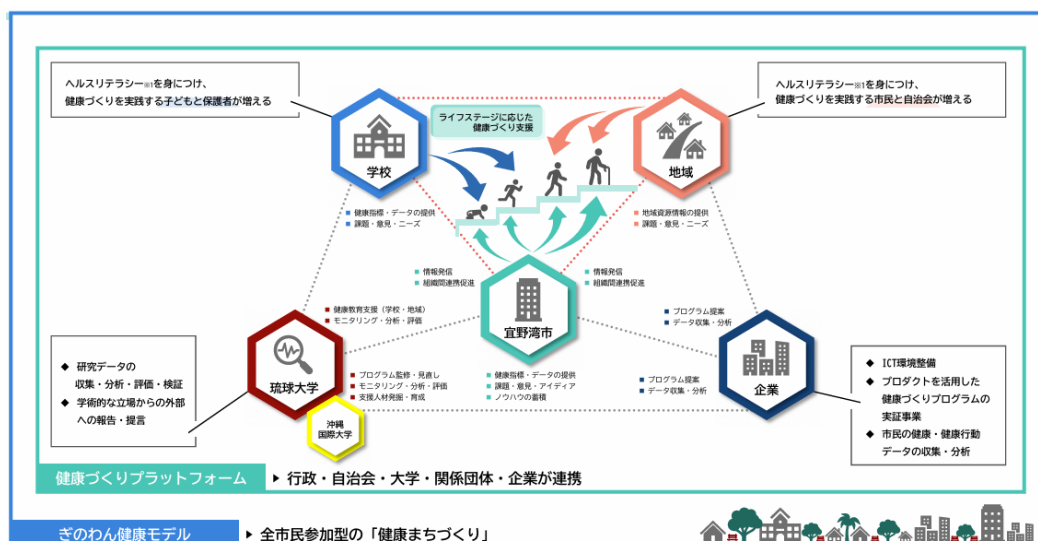 ヘルスリテラシー※1を身につけ、
健康づくりを実践する子どもと保護者が増える
ヘルスリテラシー※1を身につけ、
健康づくりを実践する市民と自治会が増える
ライフステージに応じた
健康づくり支援
学校
地域
■ 健康指標・データの提供
■ 課題・意見・ニーズ
■ 地域資源情報の提供
■ 課題・意見・ニーズ
■ 情報発信
■ 組織間連携促進
■ 情報発信
■ 組織間連携促進
宜野湾市
■ 健康教育支援（学校・地域）
■ モニタリング・分析・評価
■ プログラム提案
■ データ収集・分析
琉球大学
■ プログラム監修・見直し
■ モニタリング・分析・評価
■ 支援人材発掘・育成
■ 健康指標・データの提供
■ 課題・意見・アイディア
■ ノウハウの蓄積
■ プログラム提案
■ データ収集・分析
企業
沖縄
国際大学
◆ 研究データの
収集・分析・評価・検証
◆ 学術的な立場からの外部
への報告・提言
◆ ICT環境整備
◆ プロダクトを活用した
健康づくりプログラムの
実証事業
◆ 市民の健康・健康行動
データの収集・分析
健康づくりプラットフォーム ▶ 行政・自治会・大学・関係団体・企業が連携
ぎのわん健康モデル ▶ 全市民参加型の「健康まちづくり」